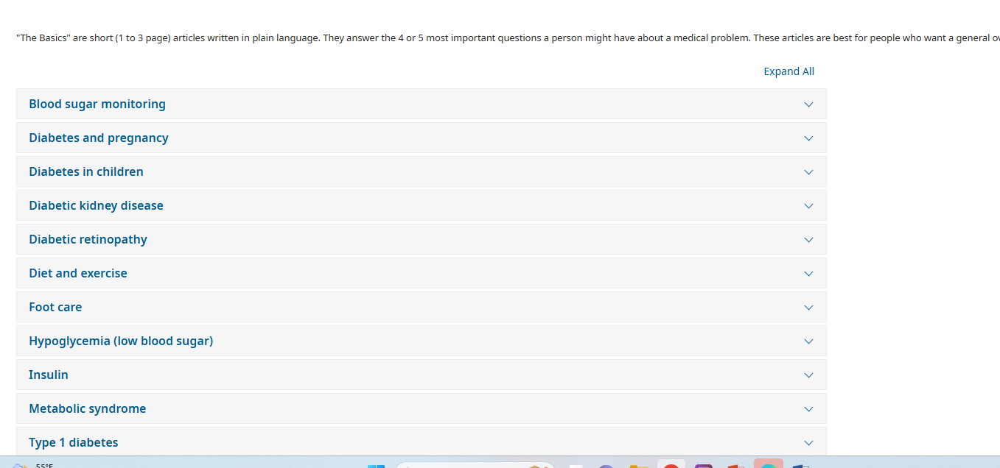 "The Basics" are short (1 to 3 page) articles written in plain language. They answer the 4 or 5 most important questions a person might have about a medical problem. These articles are best for people who want a general
Expand All
Blood sugar monitoring
Diabetes and pregnancy
Diabetes in children
Diabetic kidney disease
Diabetic retinopathy
Diet and exercise
Foot care
Hypoglycemia (low blood sugar)
Insulin
Metabolic syndrome
Type 1 diabetes
55°F